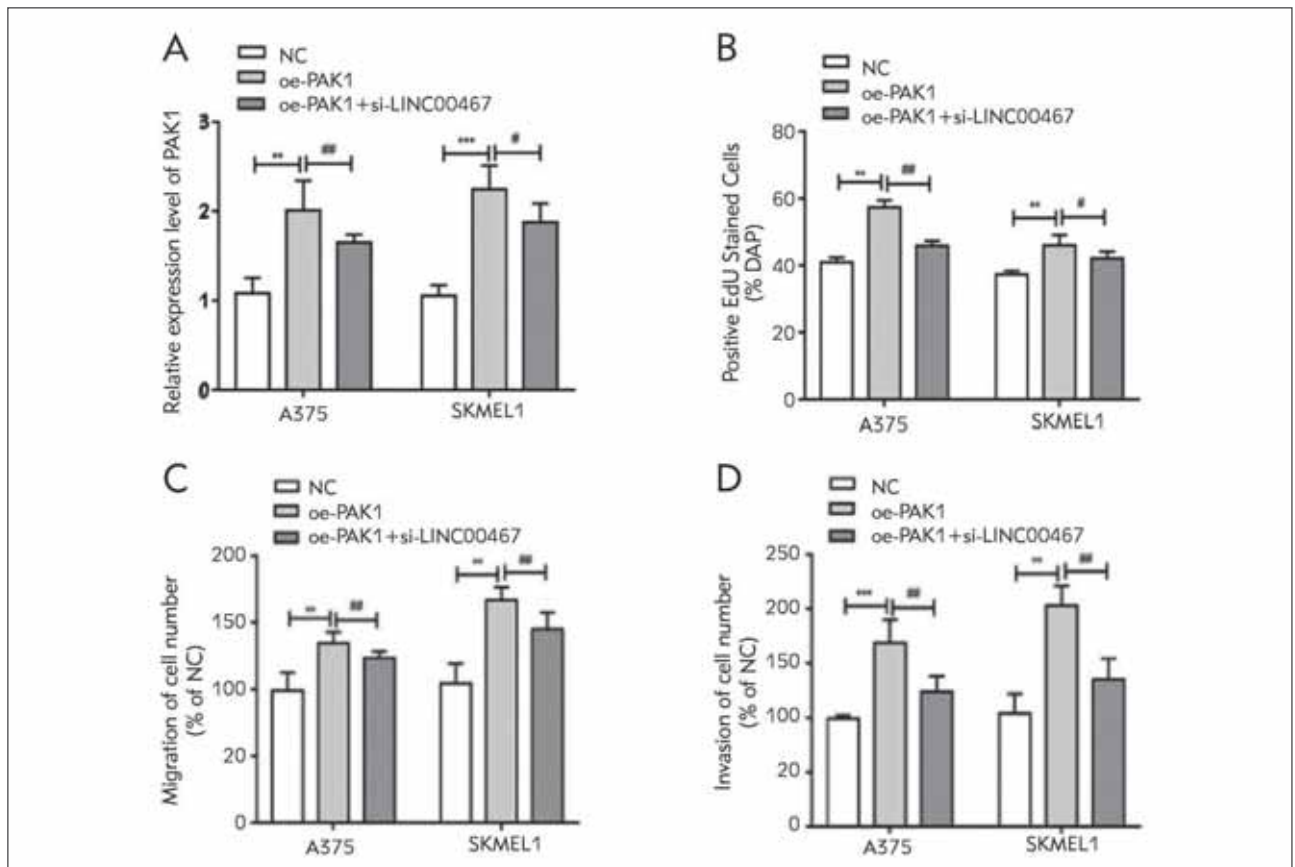 A
NC
oe-PAK1
oe-PAK1+si-LINC00467
Relative expression level of PAK1
3
2
1
0
** ## *** #
A375 SKMEL1
B
NC
oe-PAK1
oe-PAK1+si-LINC00467
Positive EdU Stained Cells
(% DAP)
80
60
40
20
0
** ## ** #
A375 SKMEL1
C
NC
oe-PAK1
oe-PAK1+si-LINC00467
Migration of cell number
(% of NC)
200
150
100
20
0
** ## ** ##
A375 SKMEL1
D
NC
oe-PAK1
oe-PAK1+si-LINC00467
Invasion of cell number
(% of NC)
250
200
150
100
20
0
*** ## ** ##
A375 SKMEL1